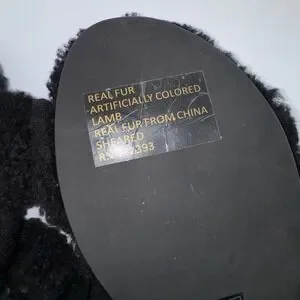 REAL FUR
ARTIFICIALLY COLORED
LAMB
REAL FUR FROM CHINA
SHEARED